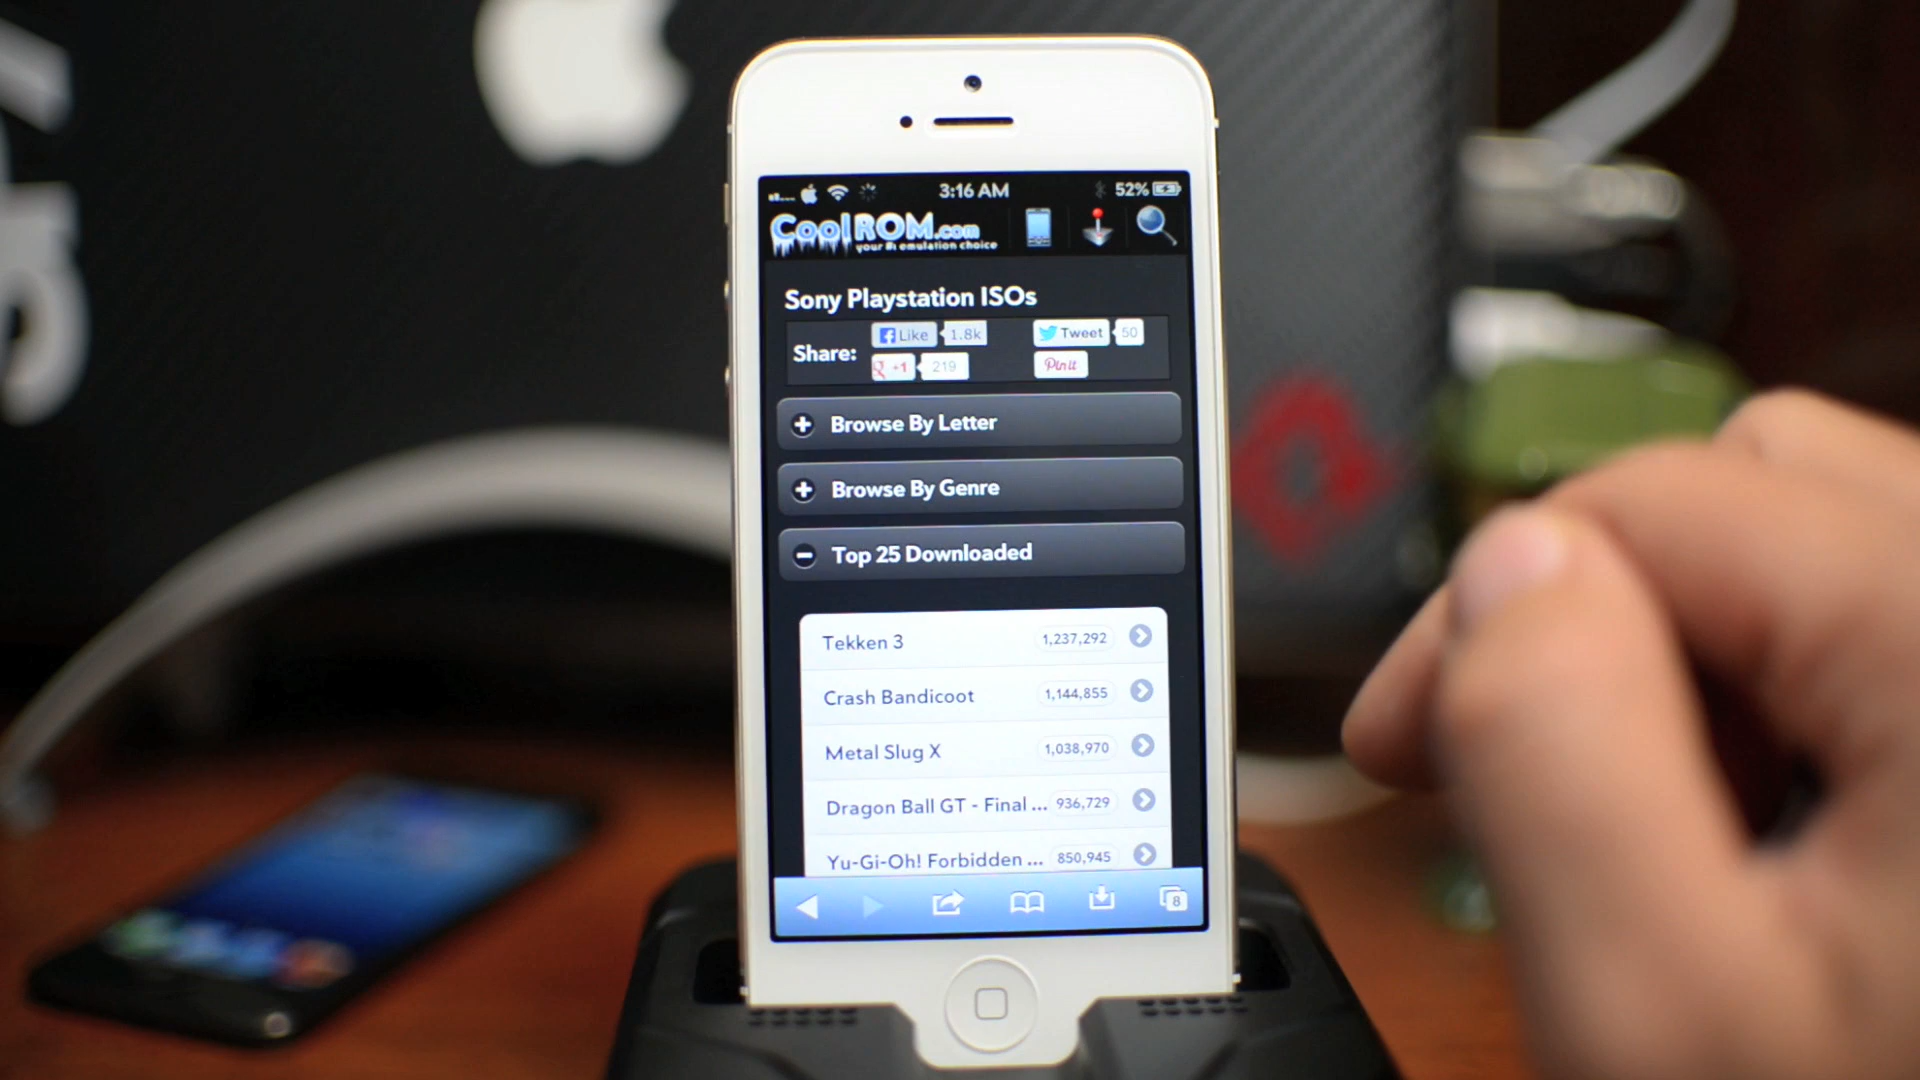 3:16 AM
52%
CoolROM.com
your #1 emulation choice
Sony Playstation ISOs
Share:
Like 1.8k
Tweet 50
+1 219
Pin it
Browse By Letter
Browse By Genre
Top 25 Downloaded
Tekken 3 1,237,292
Crash Bandicoot 1,144,855
Metal Slug X 1,038,970
Dragon Ball GT - Final ... 936,729
Yu-Gi-Oh! Forbidden ... 850,945
8